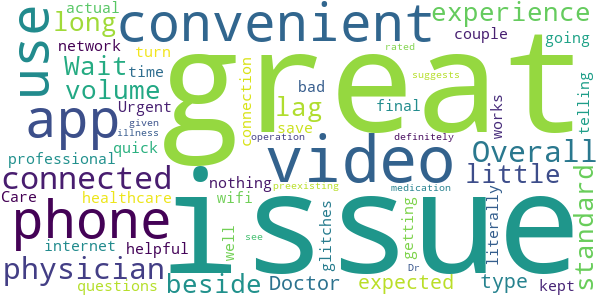 actual
long
convenient
experience
use
network
turn
couple
going
Wait
time
great
rated
suggests
telling
volume
Urgent
connection
bad
final
works
app
given
illness
quick
lag
save
operation
definitely
video
Overall
professional
connected
nothing
preexisting
little
literally
standard
Care
healthcare
wifi
medication
phone
issue
internet
helpful
well
see
glitches
getting
Dr
physician
questions
beside
Doctor
expected
type
kept